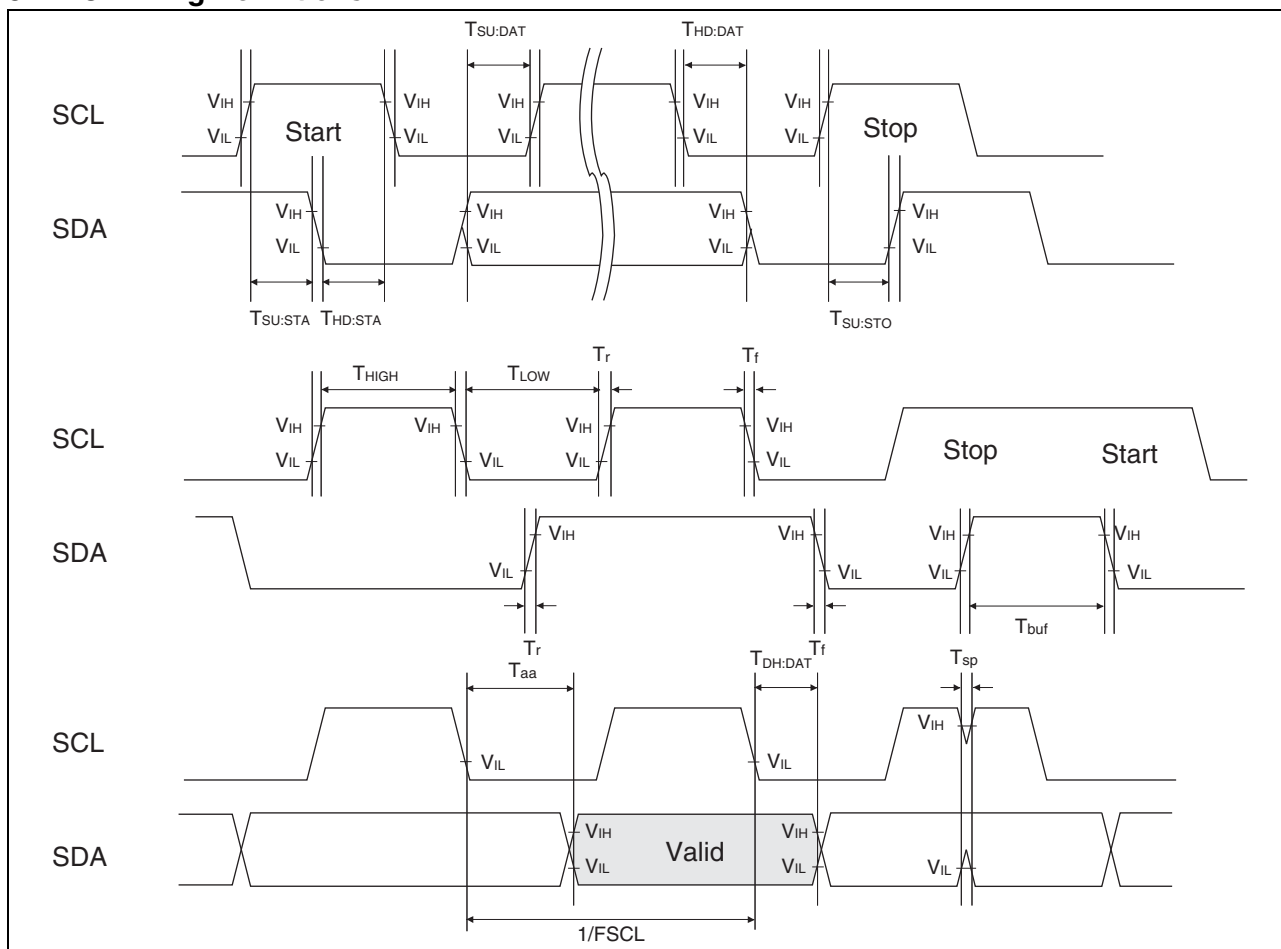 TSU:DAT THD:DAT
SCL VIH VIH VIH VIH VIH
VIL Start VIL VIL VIL VIL Stop
SDA VIH VIH VIH VIH
VIL VIL VIL VIL
TSU:STA THD:STA TSU:STO
THIGH TLOW Tr Tf
SCL VIH VIH VIH VIH
VIL VIL VIL VIL Stop Start
SDA VIH VIH VIH VIH
VIL VIL VIL VIL
Tr Tf Tbuf
Taa TDH:DAT Tsp
SCL VIH
VIL VIL
SDA VIH Valid VIH
VIL VIL VIL
1/FSCL